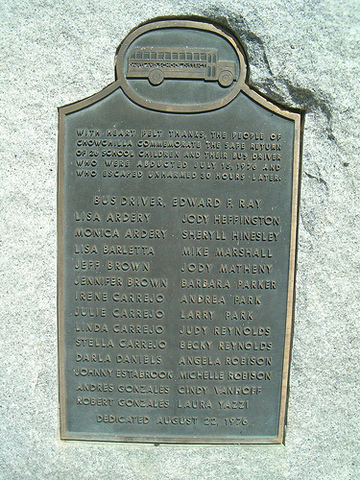 WITH HEART FELT THANKS, THE PEOPLE OF
CHOWCHILLA COMMEMORATE THE SAFE RETURN
OF 26 SCHOOL CHILDREN AND THEIR BUS DRIVER
WHO WERE ABDUCTED JULY 15, 1976 AND
WHO ESCAPED UNHARMED 30 HOURS LATER.
BUS DRIVER, EDWARD F. RAY
LISA ARDERY JODY HEFFINGTON
MONICA ARDERY SHERYLL HINESLEY
LISA BARLETTA MIKE MARSHALL
JEFF BROWN JODY MATHENY
JENNIFER BROWN BARBARA PARKER
IRENE CARREJO ANDREA PARK
JULIE CARREJO LARRY PARK
LINDA CARREJO JUDY REYNOLDS
STELLA CARREJO BECKY REYNOLDS
DARLA DANIELS ANGELA ROBISON
JOHNNY ESTABROOK MICHELLE ROBISON
ANDRES GONZALES CINDY VANHOFF
ROBERT GONZALES LAURA YAZZI
DEDICATED AUGUST 22, 1976